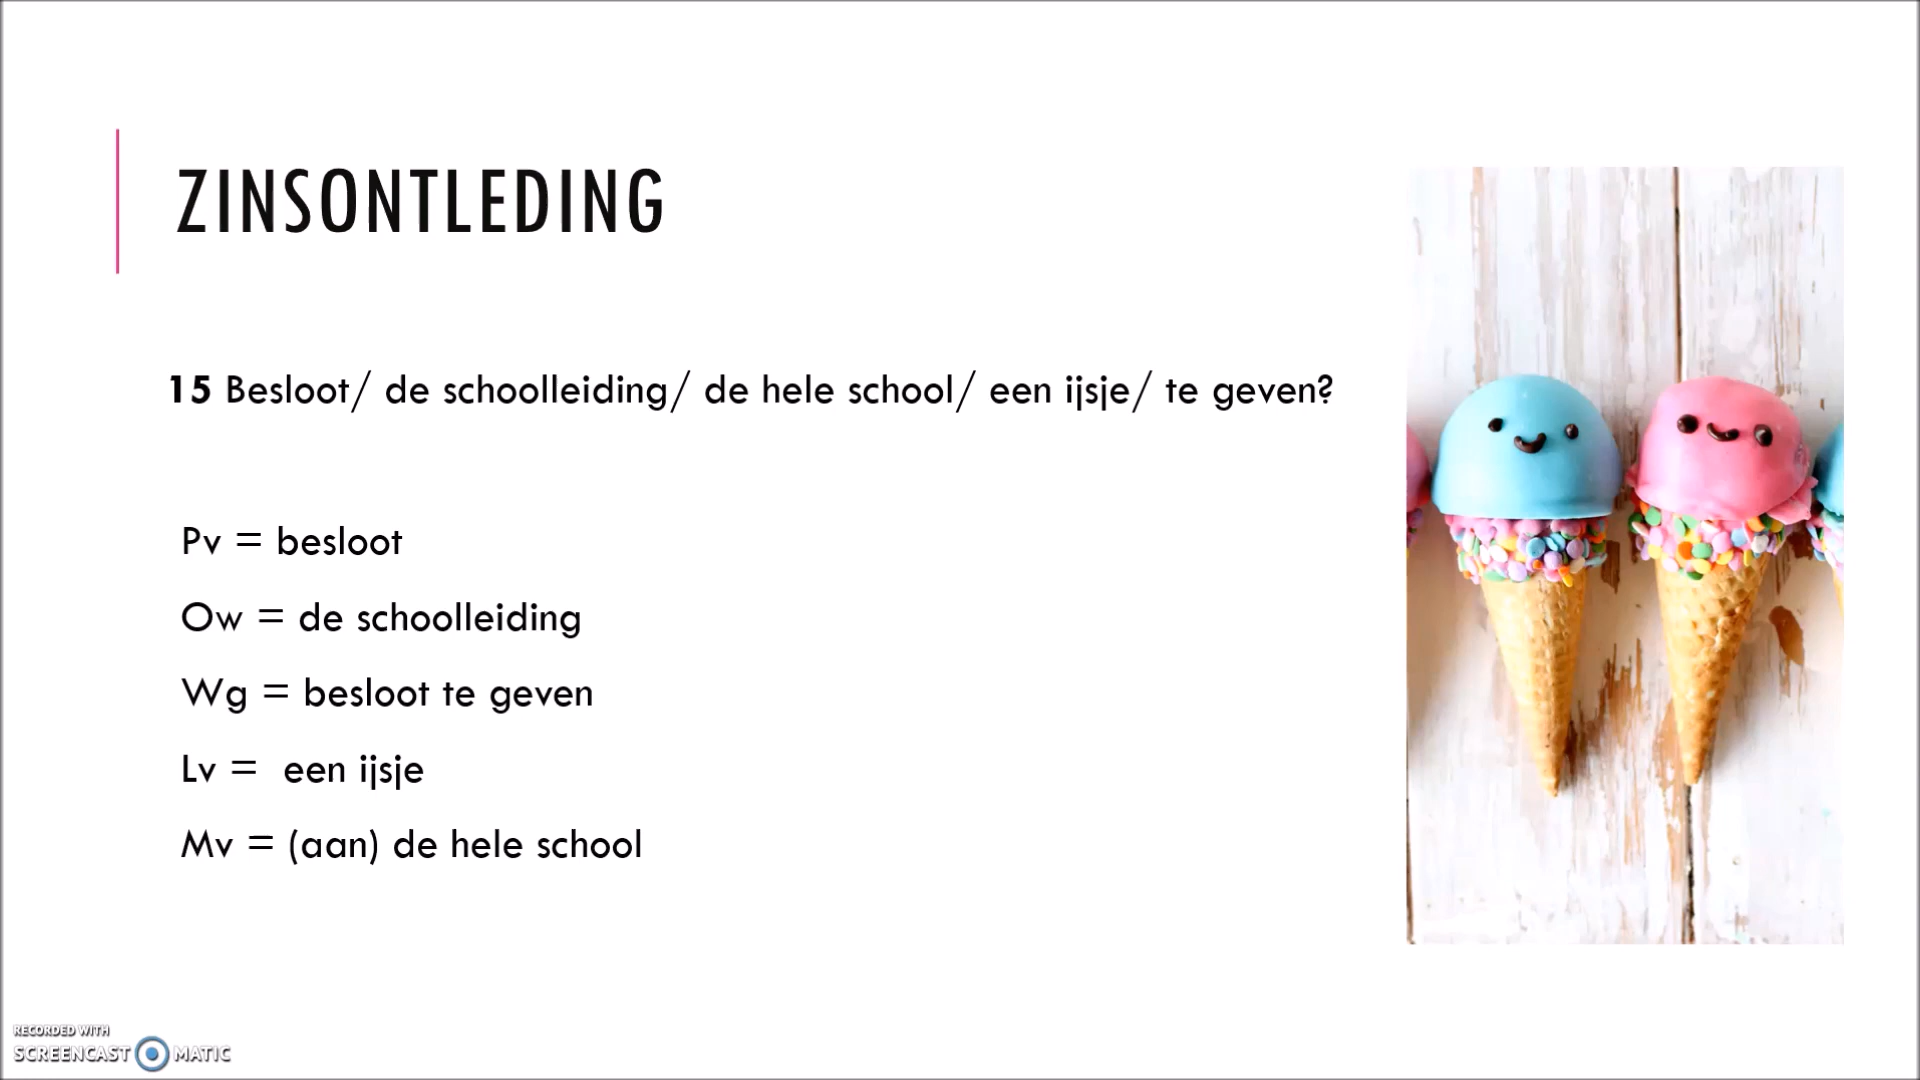 ZINSONTLEDING
15 Besloot/ de schoolleiding/ de hele school/ een ijsje/ te geven?
Pv = besloot
Ow = de schoolleiding
Wg = besloot te geven
Lv = een ijsje
Mv = (aan) de hele school
RECORDED WITH
SCREENCAST MATIC